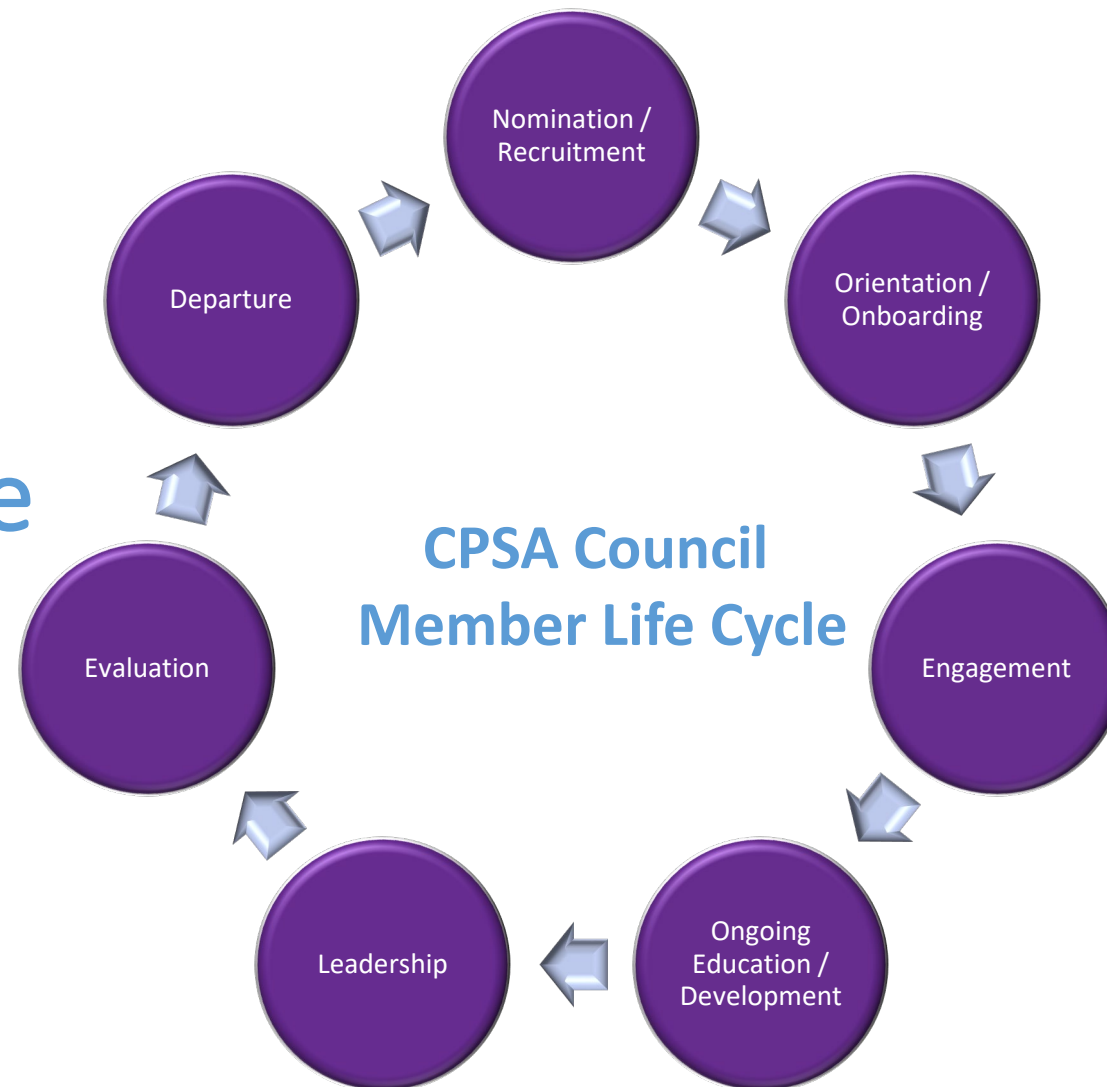 Nomination /
Recruitment
Orientation /
Onboarding
Departure
e
CPSA Council
Member Life Cycle
Evaluation
Engagement
Ongoing
Education /
Development
Leadership